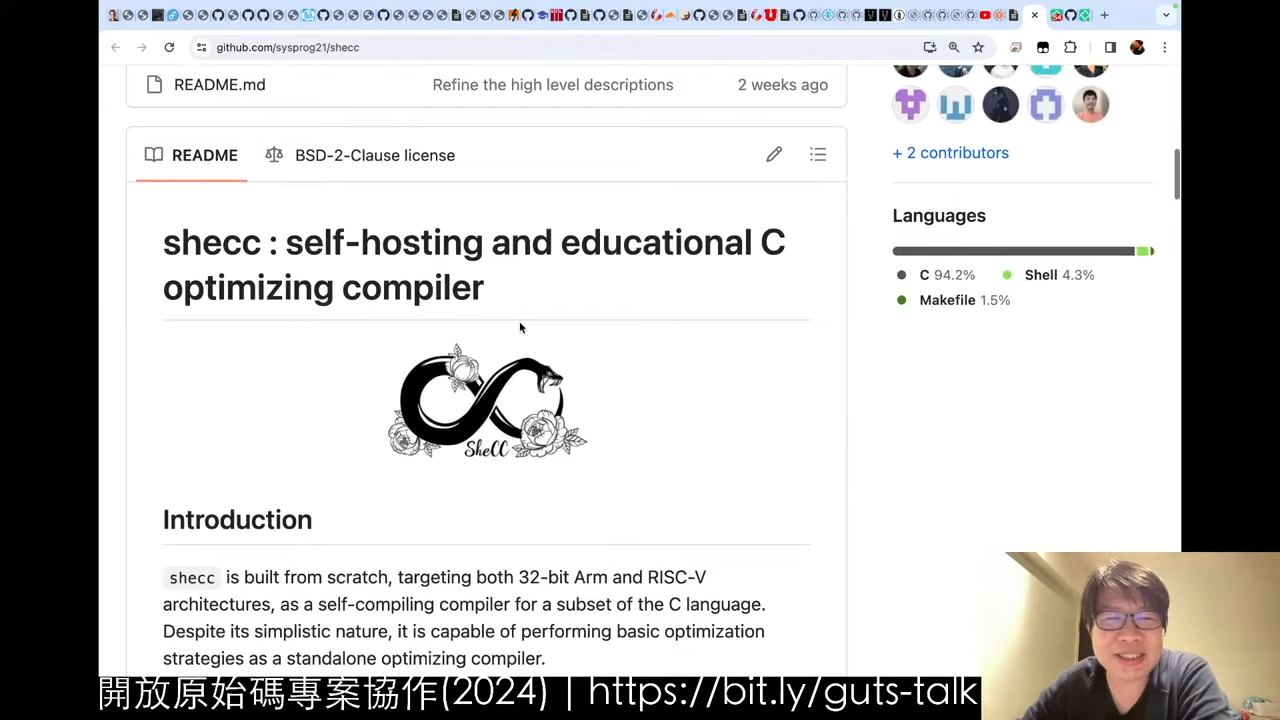 github.com/sysprog21/shecc
README.md
Refine the high level descriptions
2 weeks ago
README
BSD-2-Clause license
+ 2 contributors
Languages
C 94.2%
Shell 4.3%
Makefile 1.5%
shecc : self-hosting and educational C
optimizing compiler
SheCC
Introduction
shecc is built from scratch, targeting both 32-bit Arm and RISC-V
architectures, as a self-compiling compiler for a subset of the C language.
Despite its simplistic nature, it is capable of performing basic optimization
strategies as a standalone optimizing compiler.
開放原始碼專案協作(2024) | https://bit.ly/guts-talk